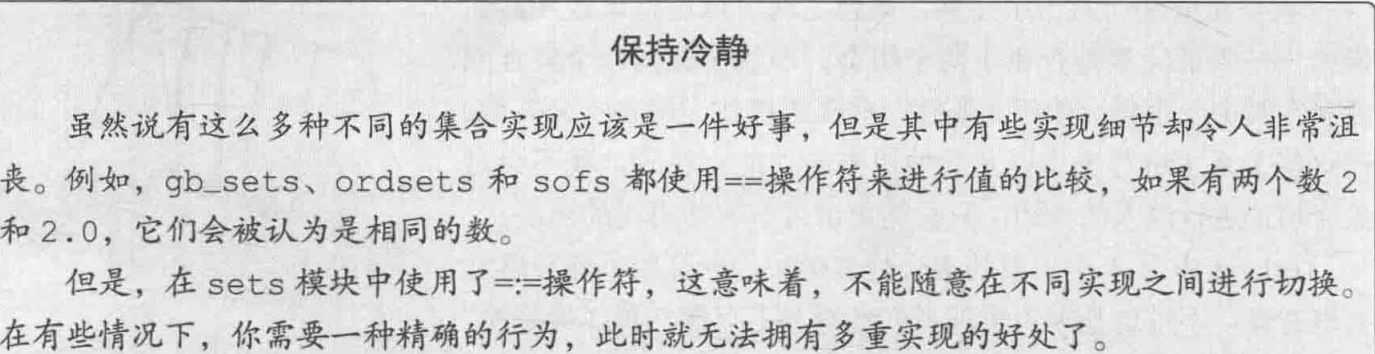 保持冷静
虽然说有这么多种不同的集合实现应该是一件好事，但是其中有些实现细节却令人非常沮
丧。例如，gb_sets、ordsets 和 sofs 都使用==操作符来进行值的比较，如果有两个数 2
和 2.0，它们会被认为是相同的数。
但是，在 sets 模块中使用了=:=操作符，这意味着，不能随意在不同实现之间进行切换。
在有些情况下，你需要一种精确的行为，此时就无法拥有多重实现的好处了。